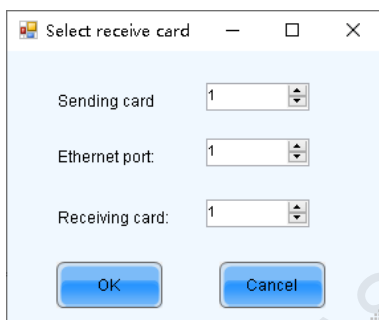 Select receive card
Sending card 1
Ethernet port: 1
Receiving card: 1
OK Cancel